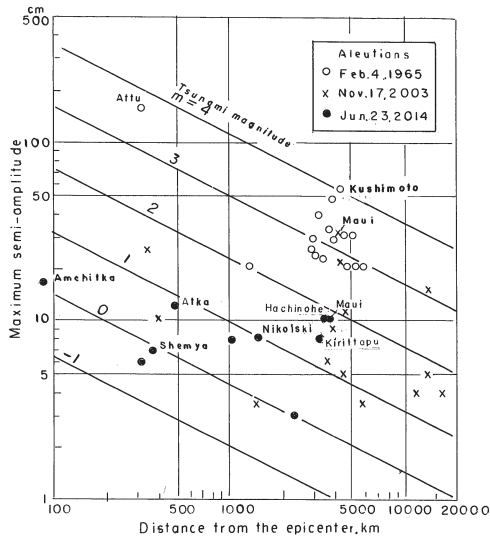 cm
500
100
50
10
5
1
Maximum semi-amplitude
100
500
1000
5000
10000
20000
Distance from the epicenter,km
Aleutians
Feb.4,1965
Nov.17,2003
Jun.23,2014
Tsunami magnitude
m=4
3
2
1
0
-1
Attu
Kushimoto
Maui
Amchitka
Atka
Hachinohe
Maui
Nikolski
Kirittapu
Shemya